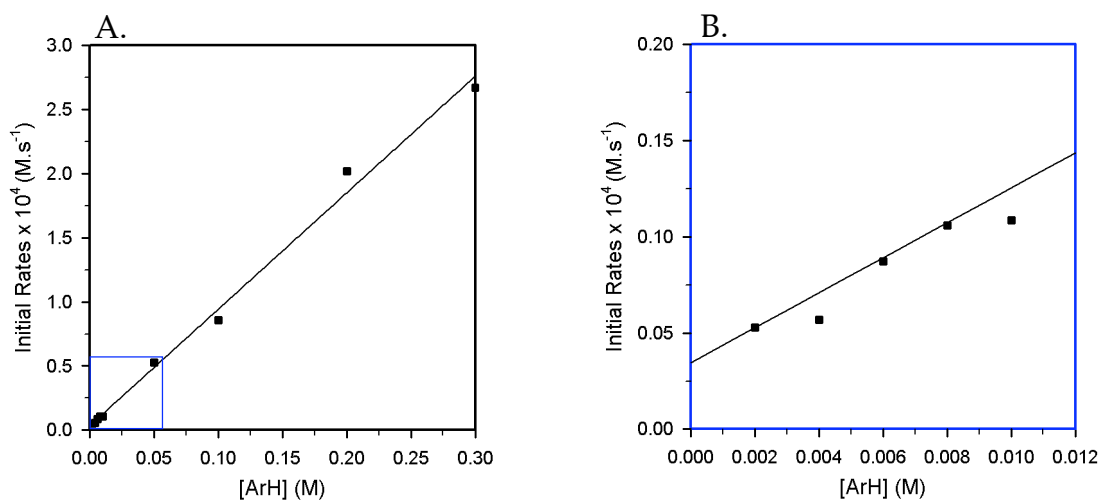 A.
Initial Rates x 10⁴ (M.s⁻¹)
3.0
2.5
2.0
1.5
1.0
0.5
0.0
0.00 0.05 0.10 0.15 0.20 0.25 0.30
[ArH] (M)
B.
Initial Rates x 10⁴ (M.s⁻¹)
0.20
0.15
0.10
0.05
0.00
0.000 0.002 0.004 0.006 0.008 0.010 0.012
[ArH] (M)